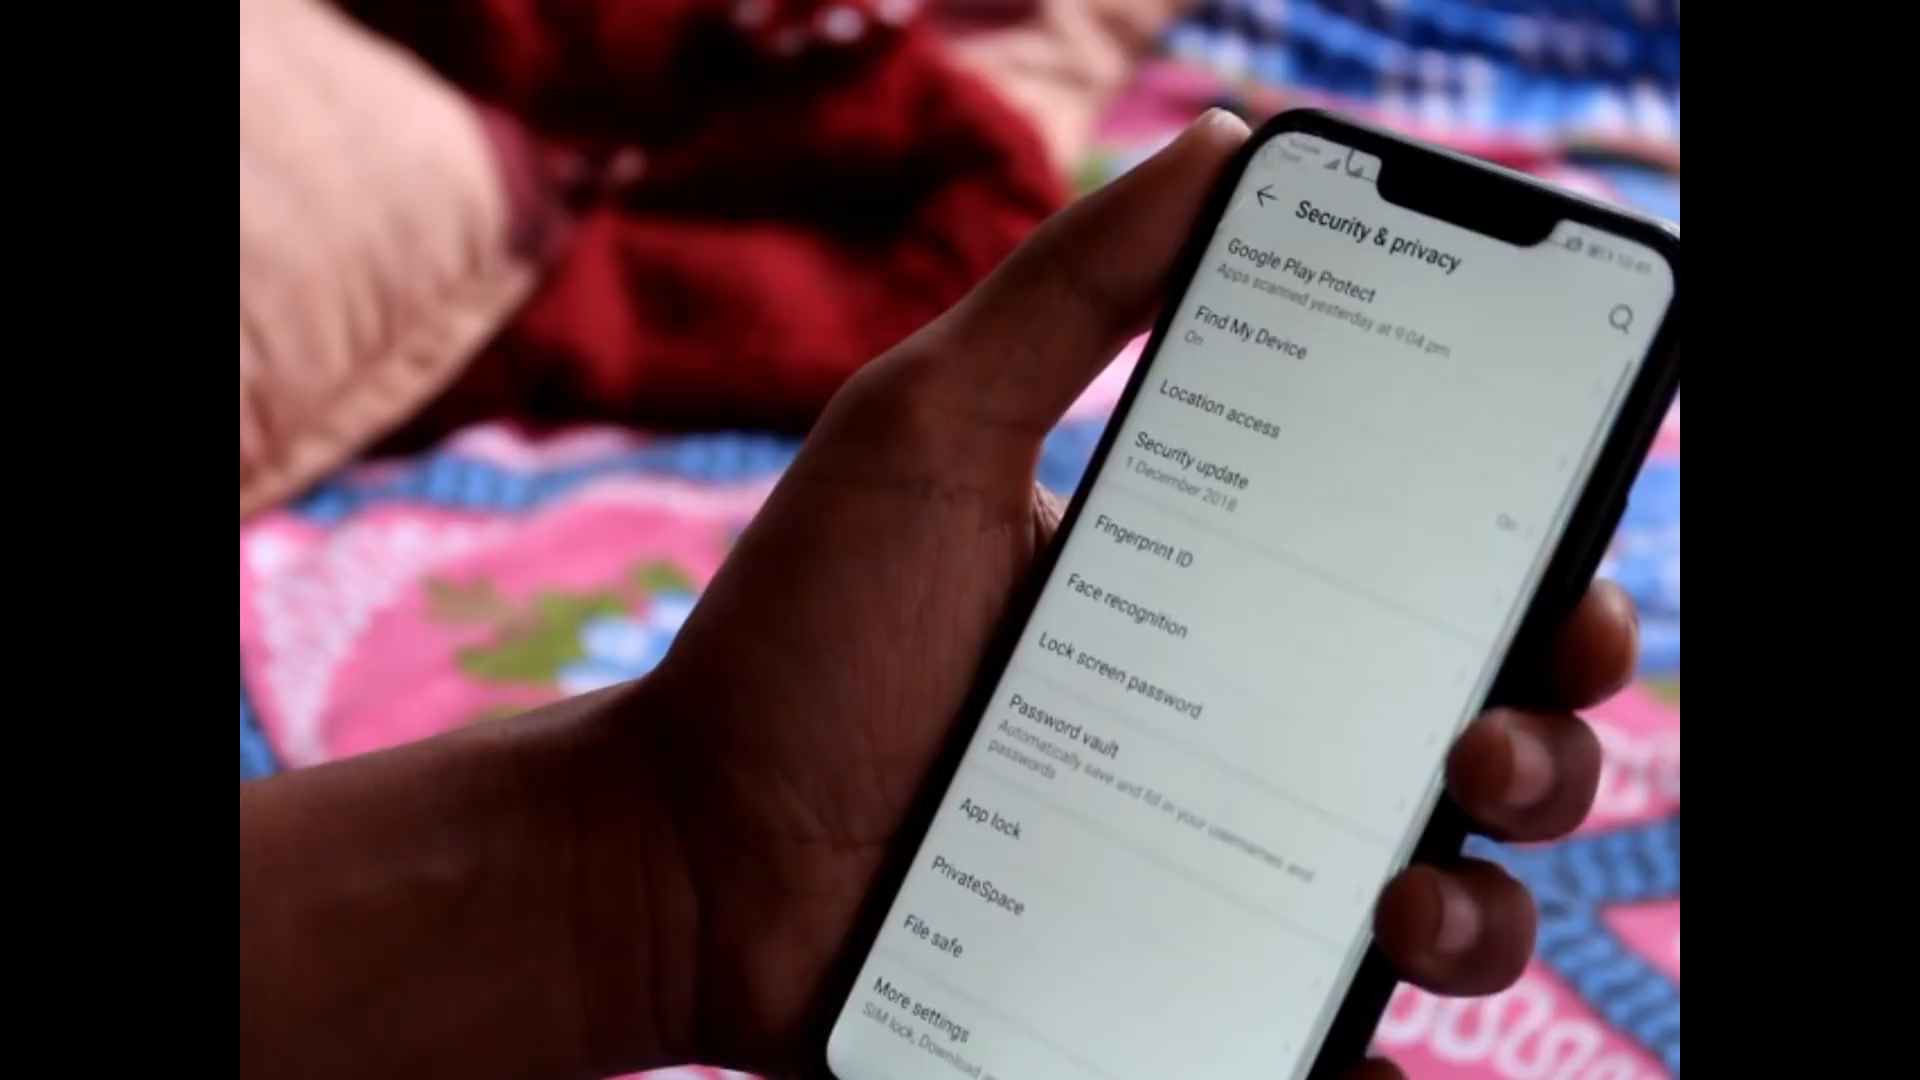 Security & privacy
Google Play Protect
Apps scanned yesterday at 9:04 pm
Find My Device
On
Location access
On
Security update
1 December 2018
Fingerprint ID
Face recognition
Lock screen password
Password vault
Automatically save and fill in your usernames and
passwords
App lock
PrivateSpace
File safe
More settings
SIM lock, Download